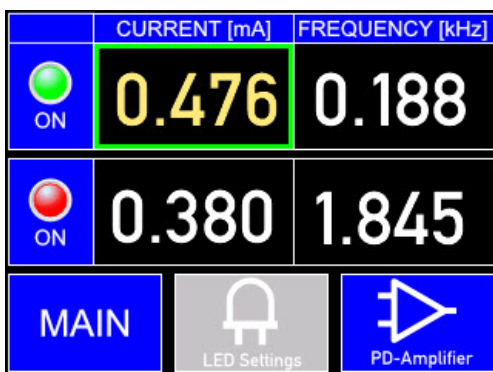 CURRENT [mA] FREQUENCY [kHz]
ON 0.476 0.188
ON 0.380 1.845
MAIN LED Settings PD-Amplifier